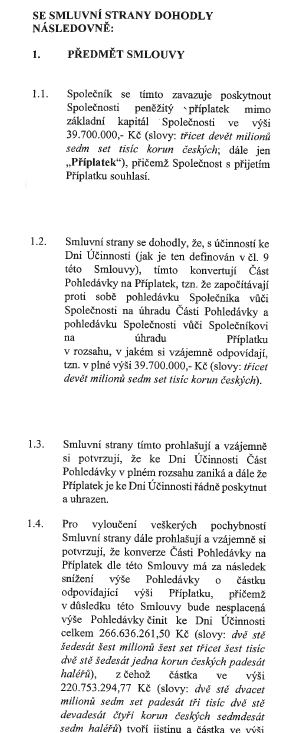 SE SMLUVNÍ STRANY DOHODLY
NÁSLEDOVNĚ:
1. PŘEDMĚT SMLOUVY
1.1. Společník se tímto zavazuje poskytnout
Společnosti peněžitý příplatek mimo
základní kapitál Společnosti ve výši
39.700.000,- Kč (slovy: třicet devět milionů
sedm set tisíc korun českých; dále jen
„Příplatek“), přičemž Společnost s přijetím
Příplatku souhlasí.
1.2. Smluvní strany se dohodly, že, s účinností ke
Dni Účinnosti (jak je ten definován v čl. 9
této Smlouvy), tímto konvertují Část
Pohledávky na Příplatek, tzn. že započítávají
proti sobě pohledávku Společníka vůči
Společnosti na úhradu Části Pohledávky a
pohledávku Společnosti vůči Společníkovi
na úhradu Příplatku
v rozsahu, v jakém si vzájemně odpovídají,
tzn. v plné výši 39.700.000,- Kč (slovy: třicet
devět milionů sedm set tisíc korun českých).
1.3. Smluvní strany tímto prohlašují a vzájemně
si potvrzují, že ke Dni Účinnosti Část
Pohledávky v plném rozsahu zaniká a dále že
Příplatek je ke Dni Účinnosti řádně poskytnut
a uhrazen.
1.4. Pro vyloučení veškerých pochybností
Smluvní strany dále prohlašují a vzájemně si
potvrzují, že konverze Části Pohledávky na
Příplatek dle této Smlouvy má za následek
snížení výše Pohledávky o částku
odpovídající výši Příplatku, přičemž
v důsledku této Smlouvy bude nesplacená
výše Pohledávky činit ke Dni Účinnosti
celkem 266.636.261,50 Kč (slovy: dvě stě
šedesát šest milionů šest set třicet šest tisíc
dvě stě šedesát jedna korun českých padesát
haléřů), z čehož částka ve výši
220.753.294,77 Kč (slovy: dvě stě dvacet
milionů sedm set padesát tři tisíc dvě stě
devadesát čtyři korun českých sedmdesát
sedm haléřů) tvoří jistinu a částka ve výši